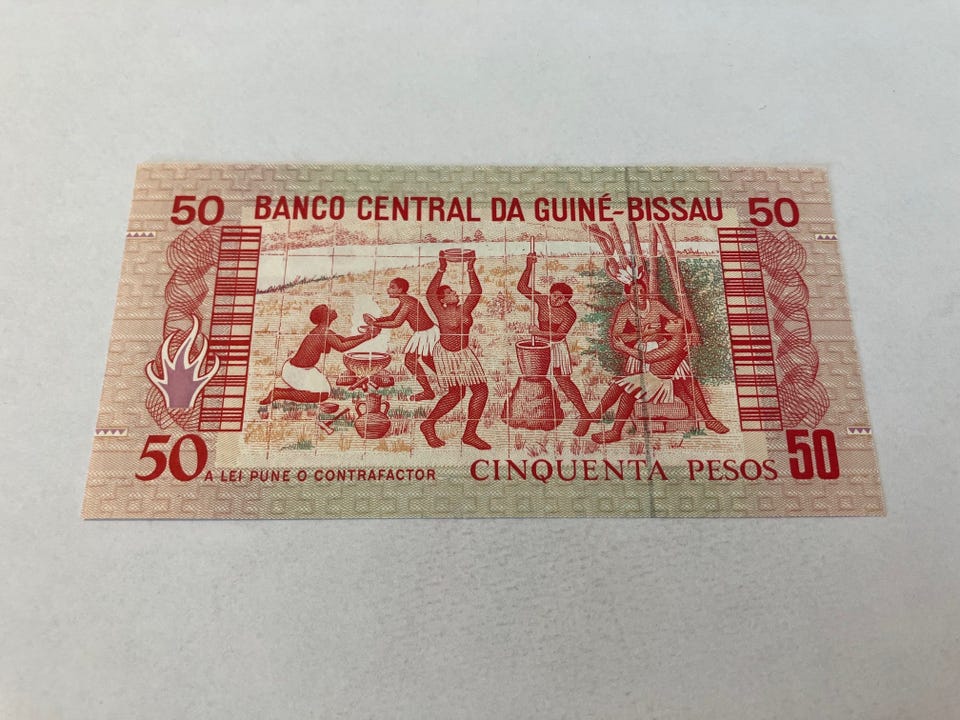 50 BANCO CENTRAL DA GUINÉ-BISSAU 50
50 A LEI PUNE O CONTRAFACTOR CINQUENTA PESOS 50